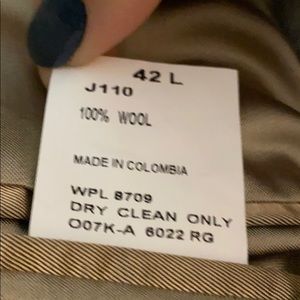 42 L
J110
100% WOOL
MADE IN COLOMBIA
WPL 8709
DRY CLEAN ONLY
O07K-A 6022 RG